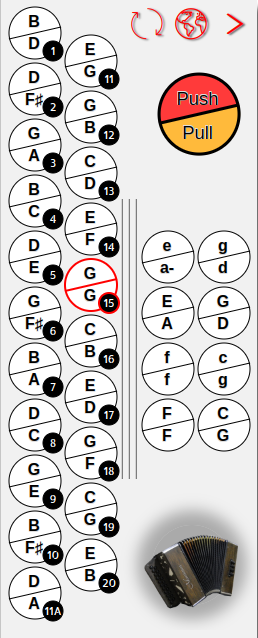 B
D 1
E
G 11
D
F♯ 2
G
B 12
G
A 3
C
D 13
B
C 4
E
F 14
D
E 5
G
G 15
G
F♯ 6
C
B 16
B
A 7
E
D 17
D
C 8
G
F 18
G
E 9
C
G 19
B
F♯ 10
E
B 20
D
A 11A
Push
Pull
e g
a- d
E G
A D
f c
f g
F C
F G